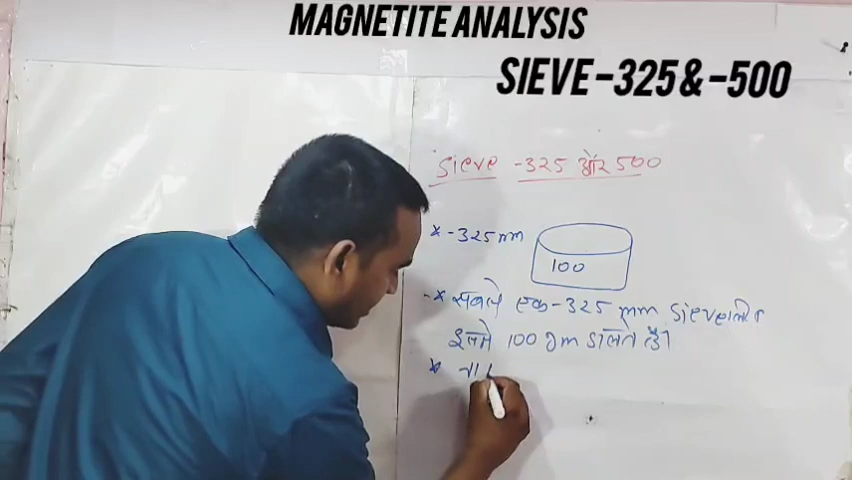 MAGNETITE ANALYSIS
SIEVE -325 & -500
Sieve -325 और 500
* -325 mm
100
-* सबसे एक -325 mm sieve
इसमे 100 gm डालते है।
*